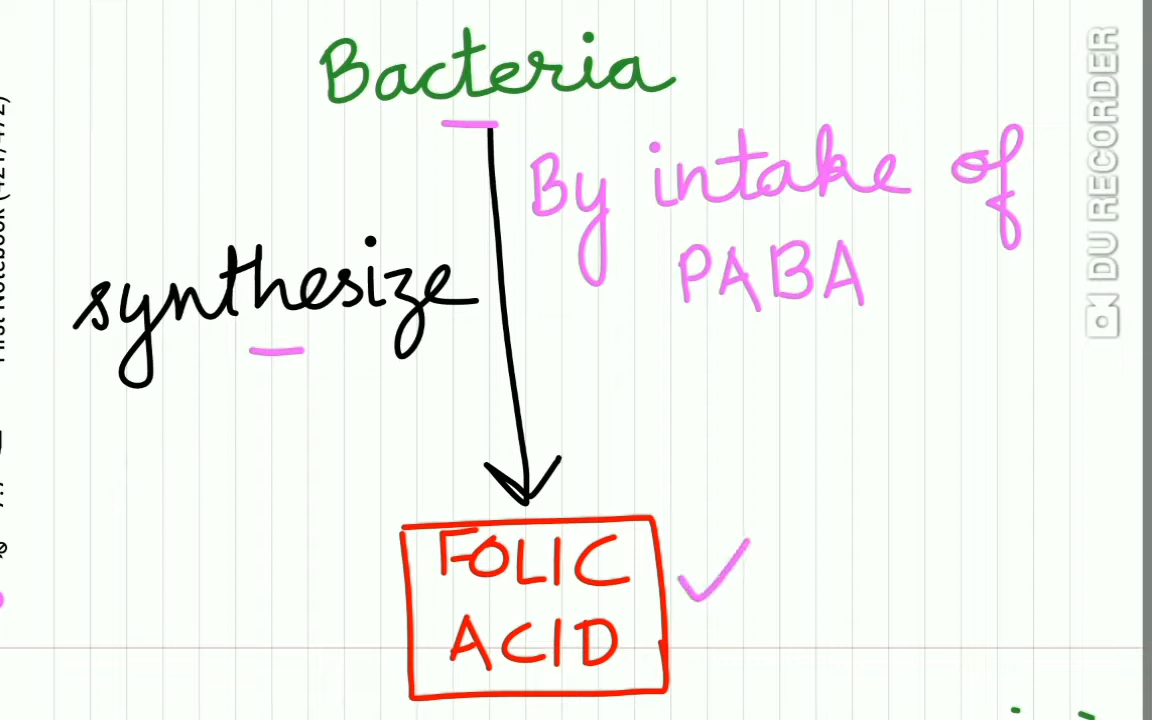 Bacteria
By intake of
PABA
synthesize
FOLIC
ACID
DU RECORDER